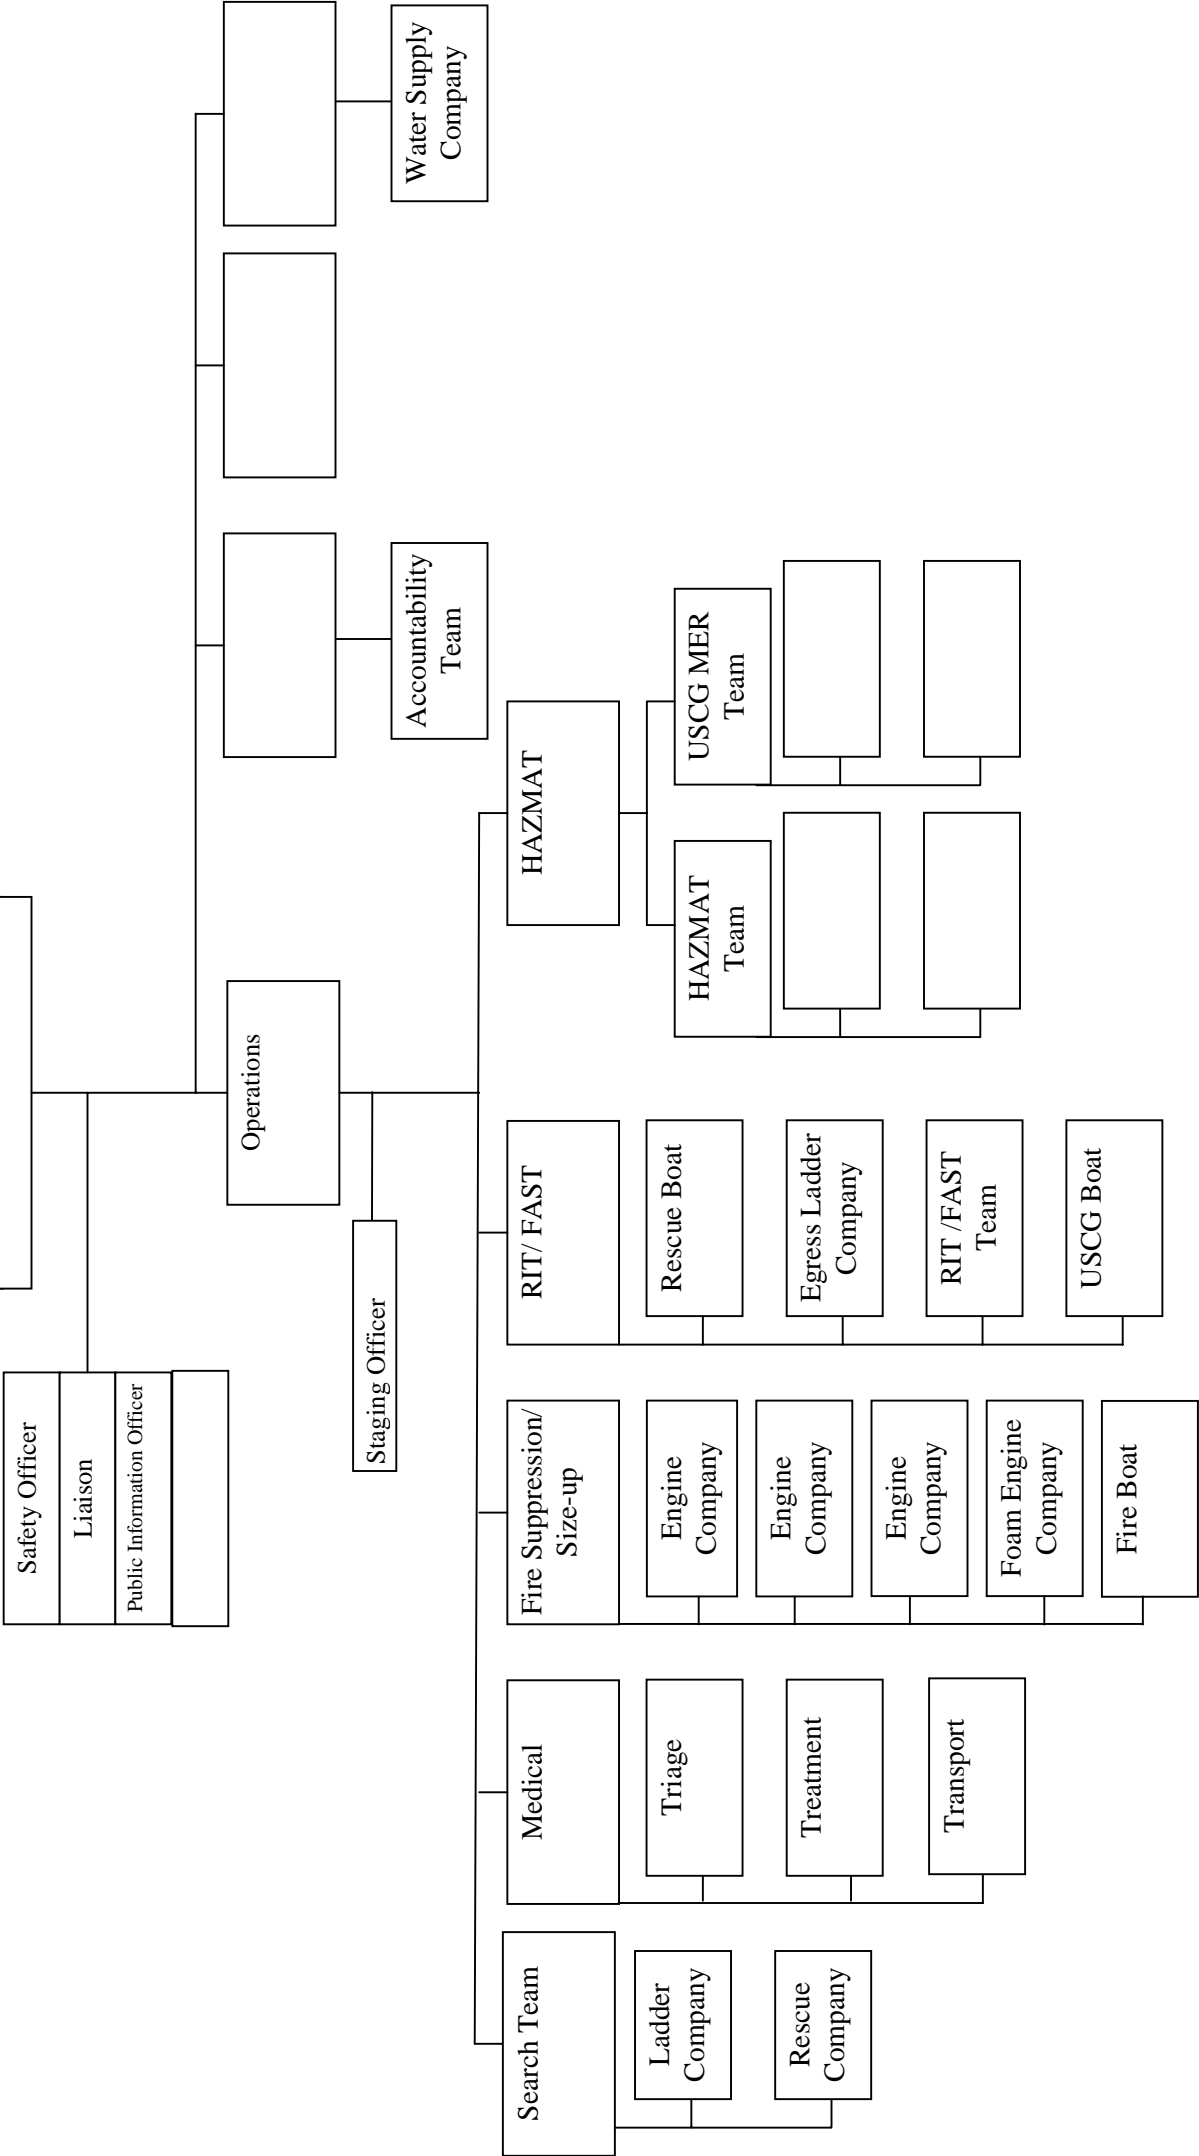 Safety Officer
Liaison
Public Information Officer
Operations
Staging Officer
Accountability
Team
Water Supply
Company
Search Team
Ladder
Company
Rescue
Company
Medical
Triage
Treatment
Transport
Fire Suppression/
Size-up
Engine
Company
Engine
Company
Engine
Company
Foam Engine
Company
Fire Boat
RIT/ FAST
Rescue Boat
Egress Ladder
Company
RIT /FAST
Team
USCG Boat
HAZMAT
HAZMAT
Team
USCG MER
Team